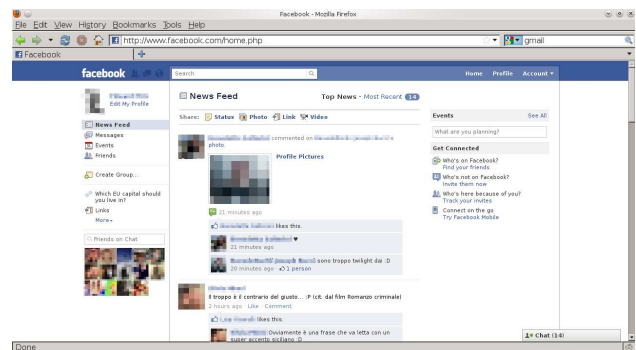 Facebook - Mozilla Firefox
File Edit View History Bookmarks Tools Help
http://www.facebook.com/home.php
gmail
Facebook
facebook
Search
Home Profile Account
Edit My Profile
News Feed
Messages
Events
Friends
Create Group...
Which EU capital should
you live in?
Links
More
Friends on Chat
News Feed
Top News · Most Recent 14
Share: Status Photo Link Video
commented on 's
photo.
Profile Pictures
21 minutes ago
likes this.
♥
21 minutes ago
sono troppo twilight dai :D
20 minutes ago · 1 person
Il troppo è il contrario del giusto... :P (cit. dal film Romanzo criminale)
2 hours ago · Like · Comment
likes this.
Ovviamente è una frase che va letta con un
super accento siciliano :D
Events See All
What are you planning?
Get Connected
Who's on Facebook?
Find your friends
Who's not on Facebook?
Invite them now
Who's here because of you?
Track your invites
Connect on the go
Try Facebook Mobile
Chat (14)
Done